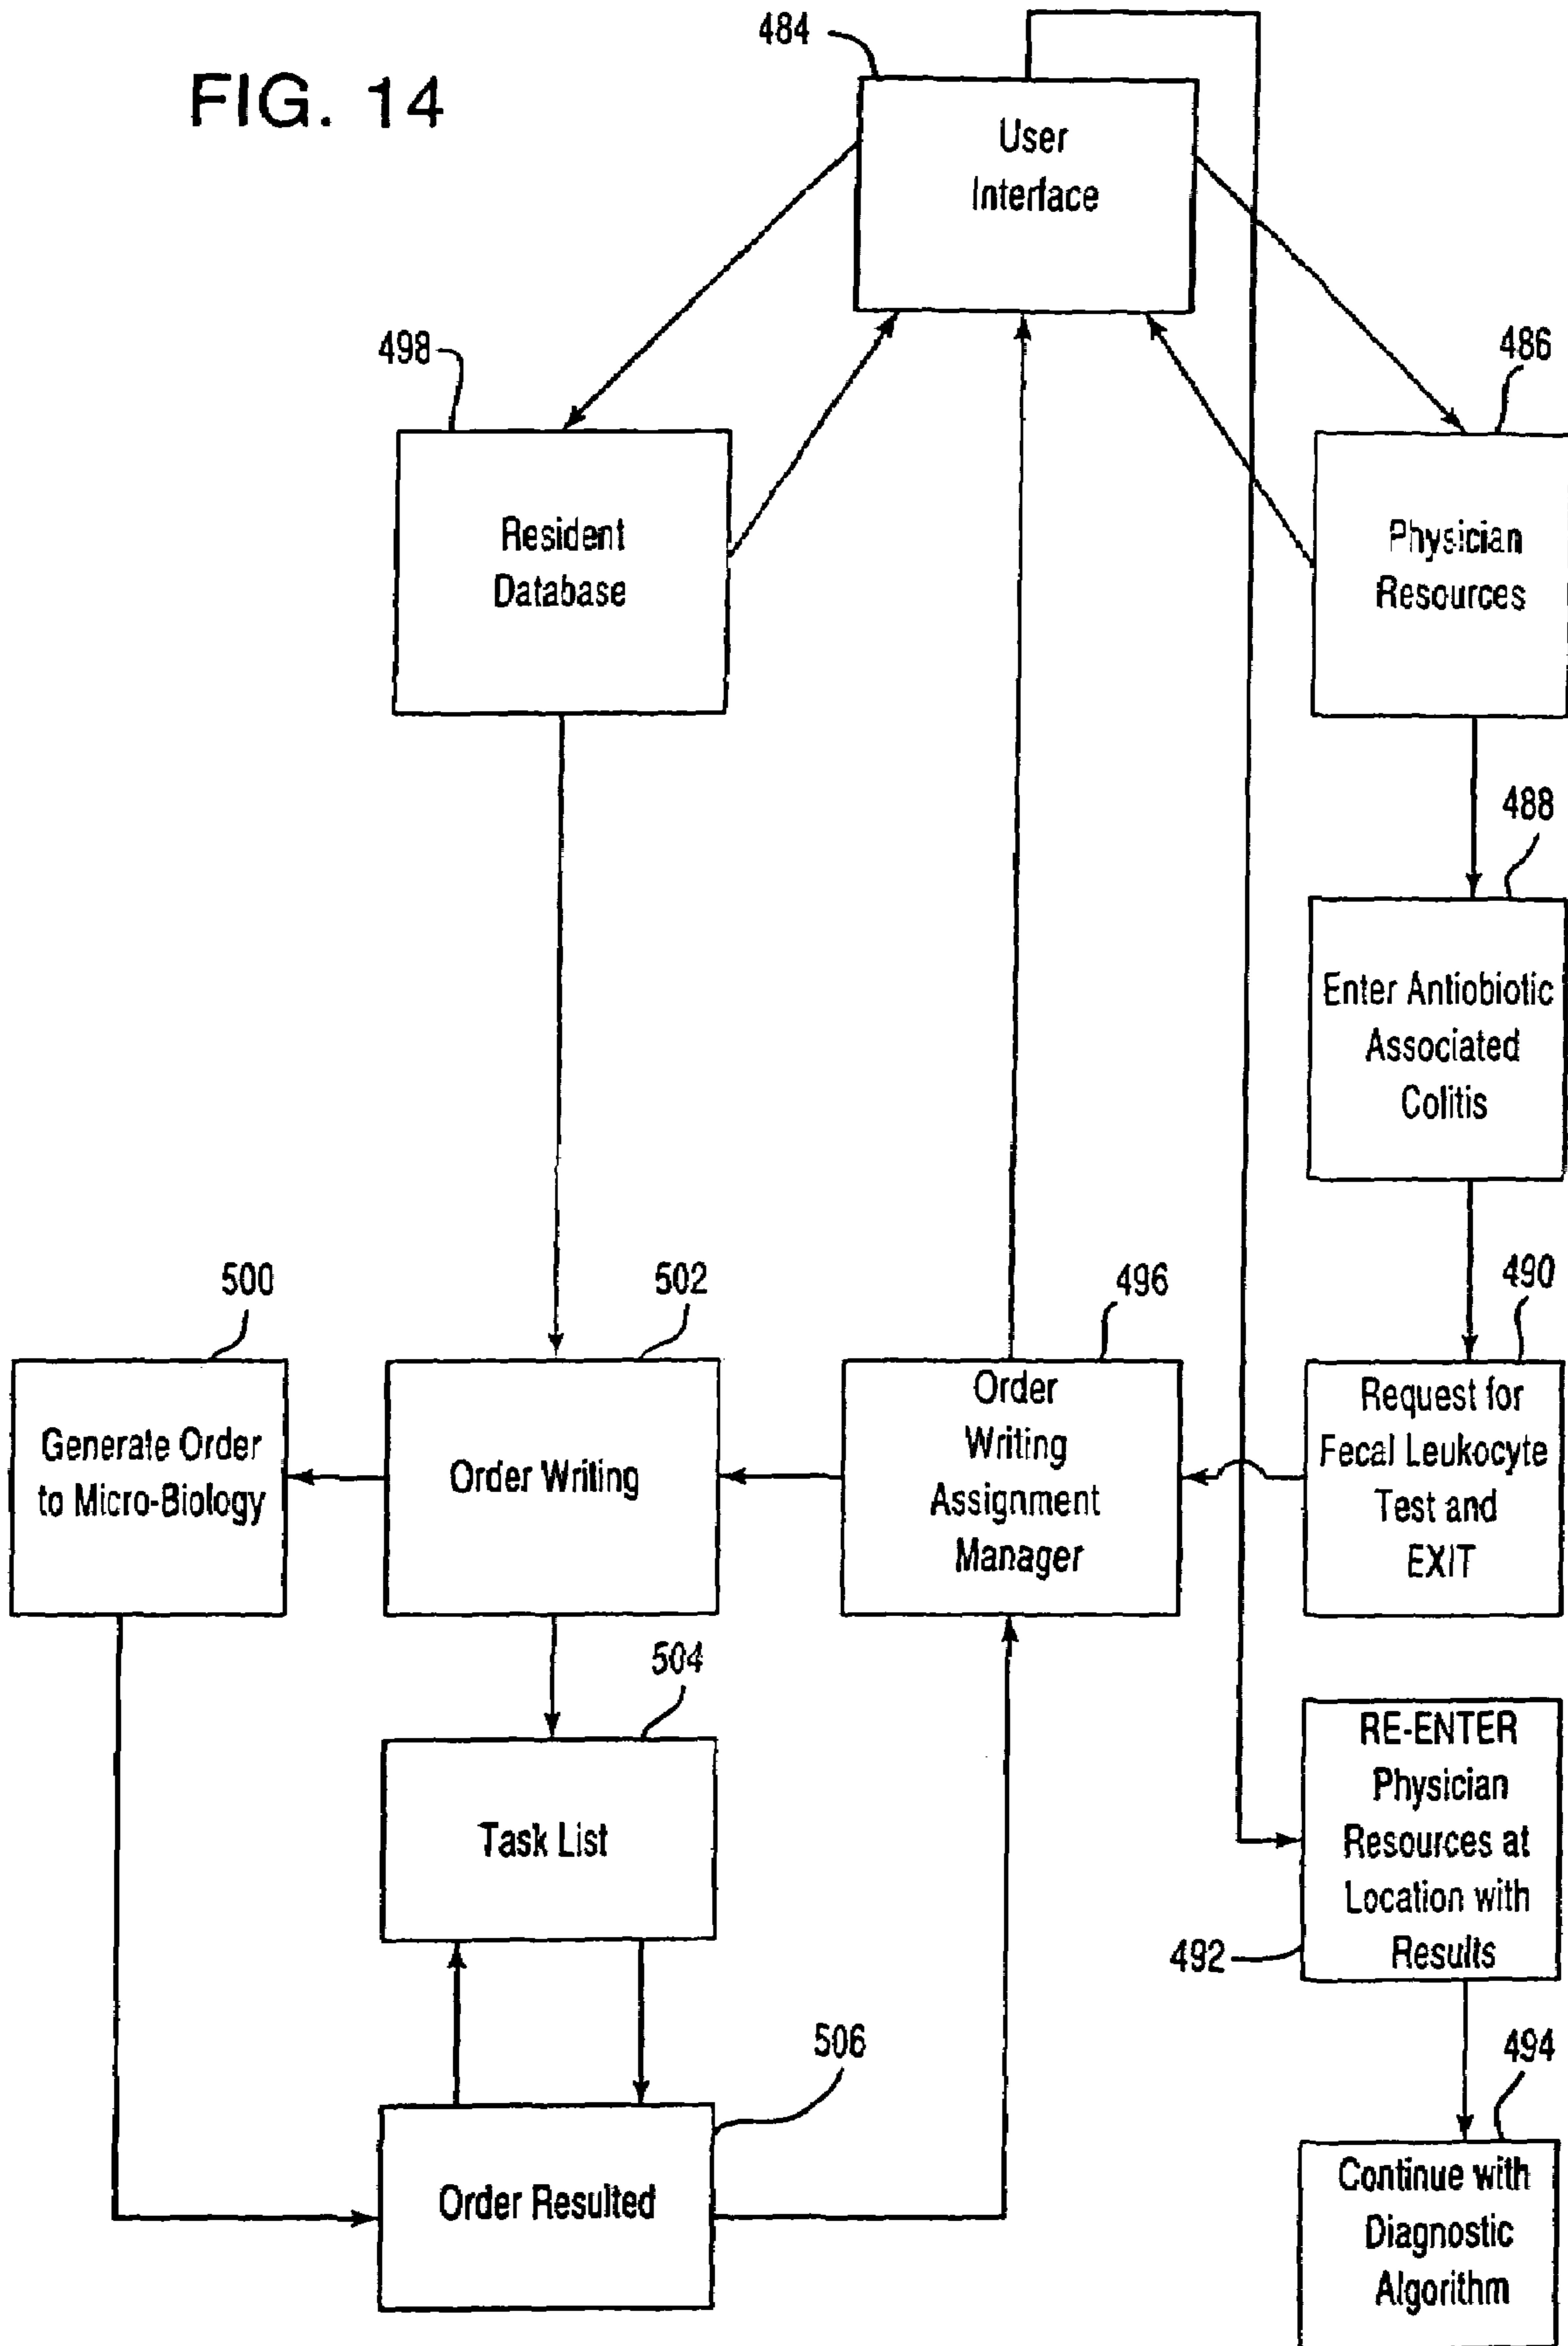 FIG. 14
484
User
Interface
498
Resident
Database
486
Physician
Resources
488
Enter Antiobiotic
Associated
Colitis
500
Generate Order
to Micro-Biology
502
Order Writing
496
Order
Writing
Assignment
Manager
490
Request for
Fecal Leukocyte
Test and
EXIT
504
Task List
RE-ENTER
Physician
Resources at
Location with
Results
492
506
Order Resulted
494
Continue with
Diagnostic
Algorithm